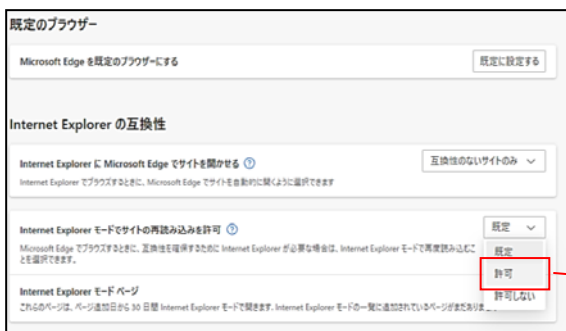 既定のブラウザー
Microsoft Edge を既定のブラウザーにする
既定に設定する
Internet Explorer の互換性
Internet Explorer に Microsoft Edge でサイトを開かせる
互換性のないサイトのみ
Internet Explorer でブラウズするときに、Microsoft Edge でサイトを自動的に開くように選択できます
Internet Explorer モードでサイトの再読み込みを許可
既定
Microsoft Edge でブラウズするときに、互換性を確保するために Internet Explorer が必要な場合は、Internet Explorer モードで再度読み込むこ
とを選択できます。
既定
許可
許可しない
Internet Explorer モード ページ
これらのページは、ページ追加日から 30 日間 Internet Explorer モードで開きます。Internet Explorer モードの一覧に追加されているページがまだありま